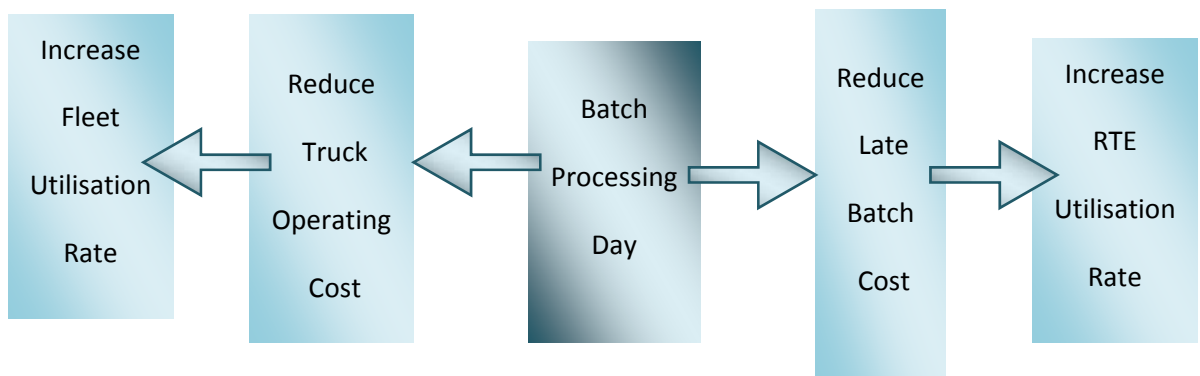 Increase
Fleet
Utilisation
Rate
Reduce
Truck
Operating
Cost
Batch
Processing
Day
Reduce
Late
Batch
Cost
Increase
RTE
Utilisation
Rate